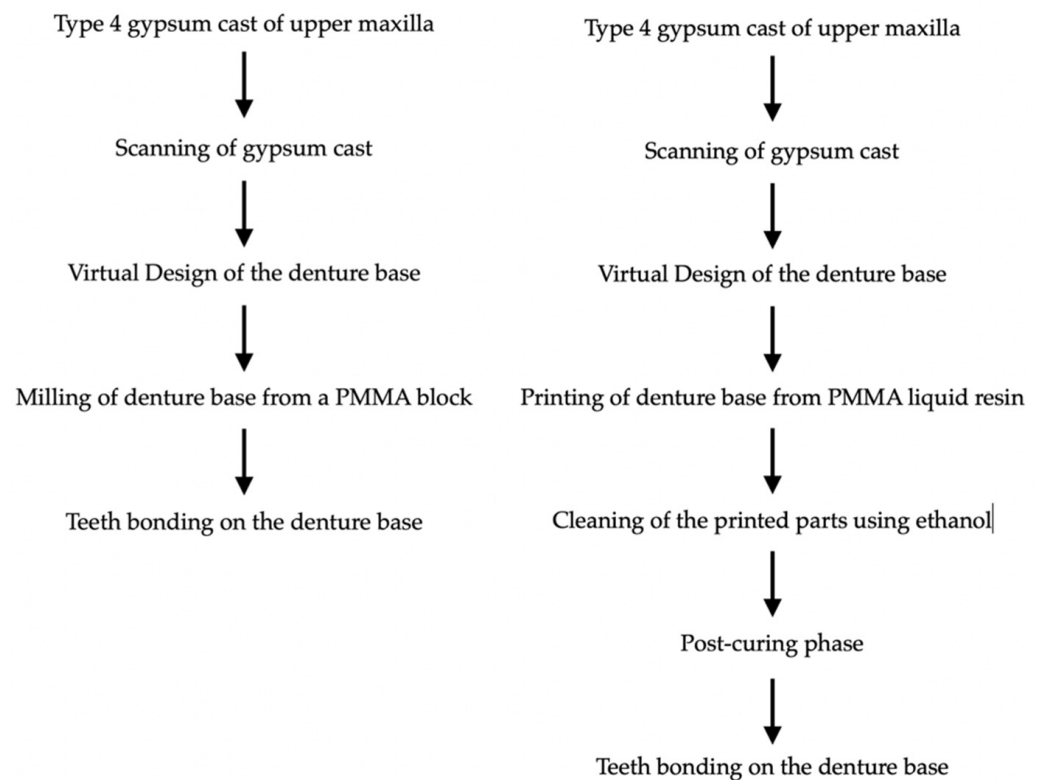 Type 4 gypsum cast of upper maxilla
Scanning of gypsum cast
Virtual Design of the denture base
Milling of denture base from a PMMA block
Teeth bonding on the denture base
Type 4 gypsum cast of upper maxilla
Scanning of gypsum cast
Virtual Design of the denture base
Printing of denture base from PMMA liquid resin
Cleaning of the printed parts using ethanol
Post-curing phase
Teeth bonding on the denture base